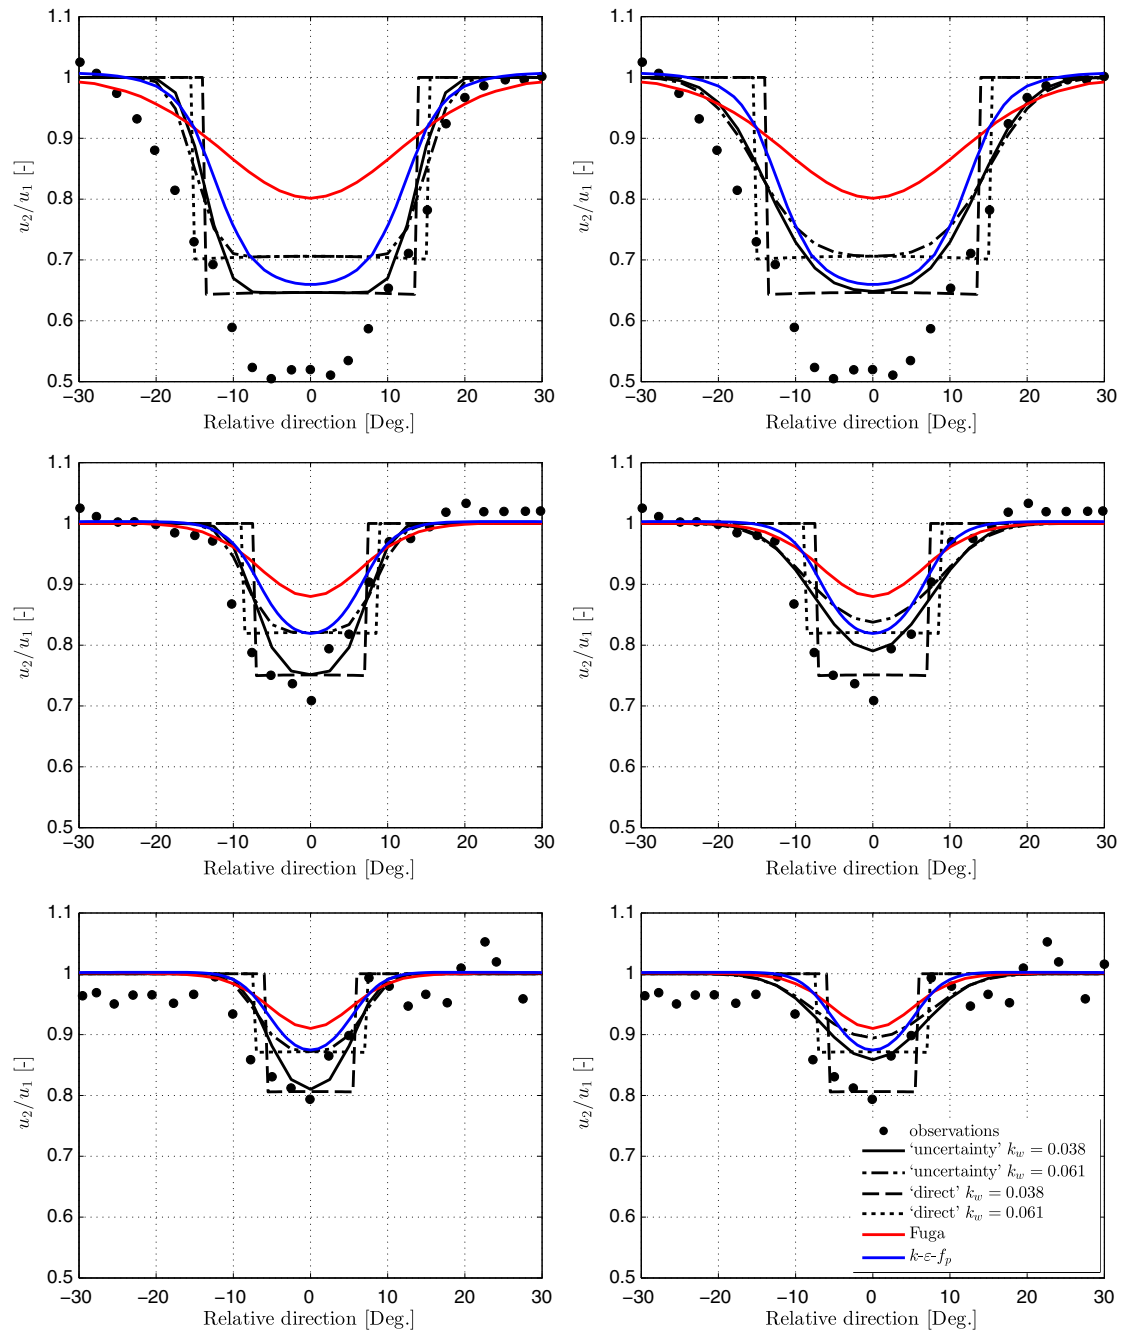 1.1
1
0.9
0.8
0.7
0.6
0.5
u₂/u₁ [-]
−30 −20 −10 0 10 20 30
Relative direction [Deg.]
1.1
1
0.9
0.8
0.7
0.6
0.5
u₂/u₁ [-]
−30 −20 −10 0 10 20 30
Relative direction [Deg.]
1.1
1
0.9
0.8
0.7
0.6
0.5
u₂/u₁ [-]
−30 −20 −10 0 10 20 30
Relative direction [Deg.]
1.1
1
0.9
0.8
0.7
0.6
0.5
u₂/u₁ [-]
−30 −20 −10 0 10 20 30
Relative direction [Deg.]
1.1
1
0.9
0.8
0.7
0.6
0.5
u₂/u₁ [-]
−30 −20 −10 0 10 20 30
Relative direction [Deg.]
1.1
1
0.9
0.8
0.7
0.6
0.5
u₂/u₁ [-]
−30 −20 −10 0 10 20 30
Relative direction [Deg.]
observations
‘uncertainty’ k_w = 0.038
‘uncertainty’ k_w = 0.061
‘direct’ k_w = 0.038
‘direct’ k_w = 0.061
Fuga
k-ε-f_p